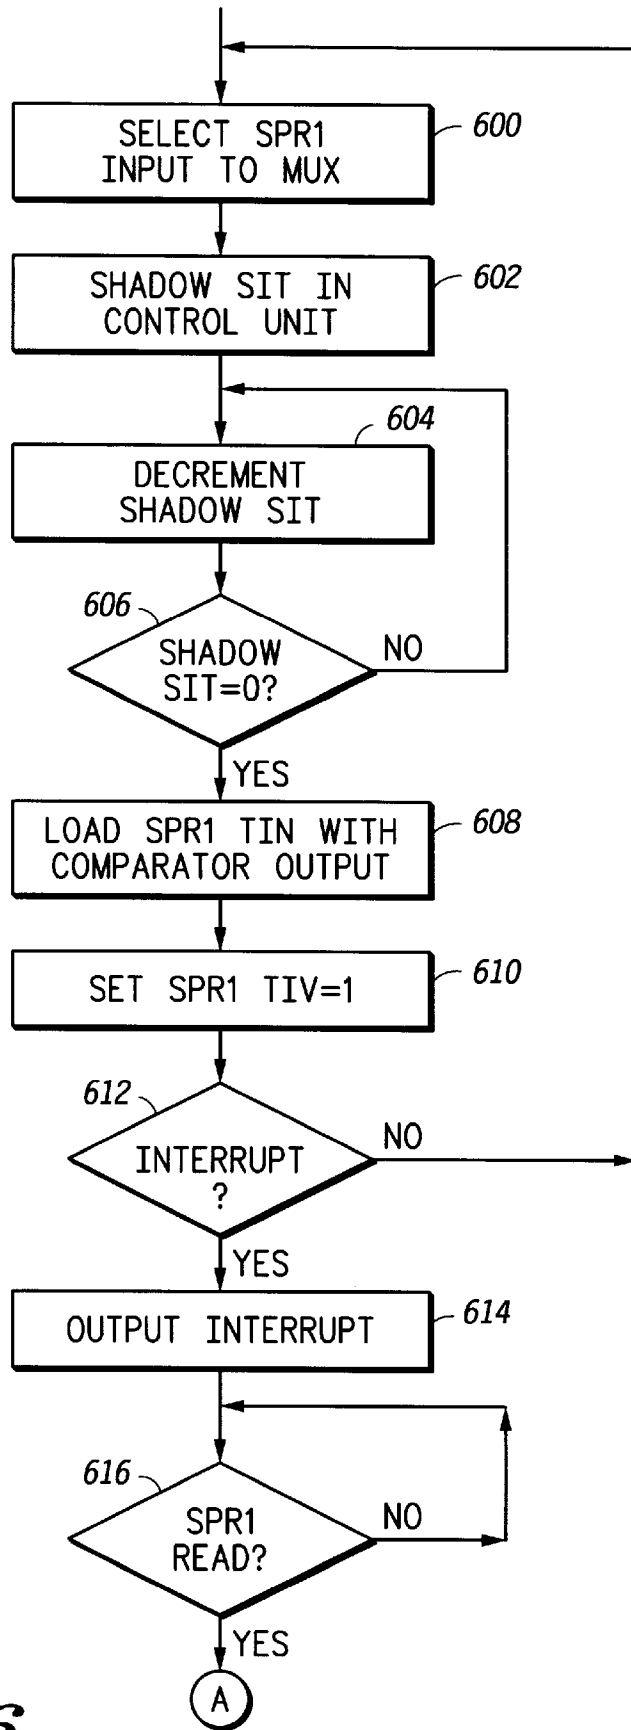 SELECT SPR1
INPUT TO MUX
600
SHADOW SIT IN
CONTROL UNIT
602
604
DECREMENT
SHADOW SIT
606
SHADOW
SIT=0?
NO
YES
LOAD SPR1 TIN WITH
COMPARATOR OUTPUT
608
SET SPR1 TIV=1
610
612
INTERRUPT
?
NO
YES
OUTPUT INTERRUPT
614
616
SPR1
READ?
NO
YES
A